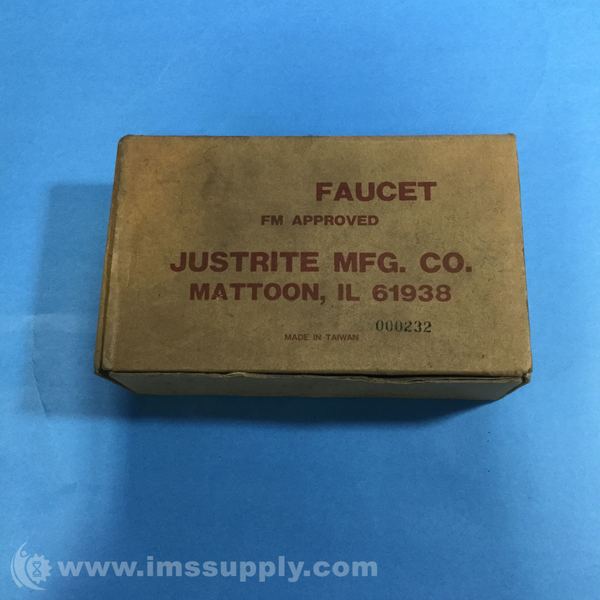 FAUCET
FM APPROVED
JUSTRITE MFG. CO.
MATTOON, IL 61938
MADE IN TAIWAN 000232
www.imssupply.com